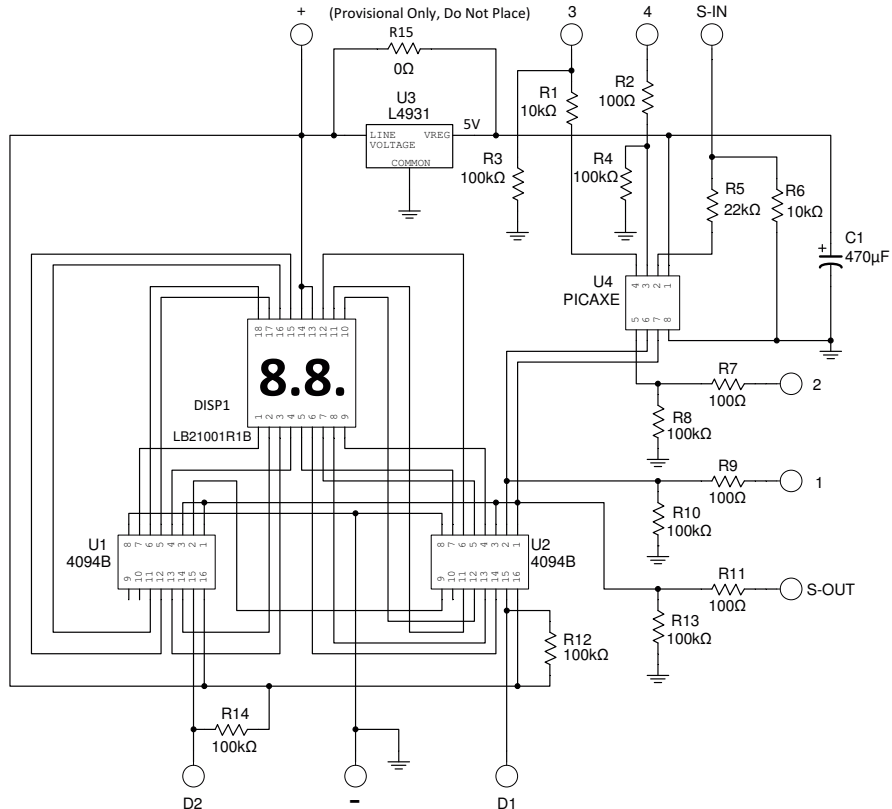 + (Provisional Only, Do Not Place) 3 4 S-IN
R15
0Ω
U3
L4931
LINE VOLTAGE VREG
COMMON
5V
R1
10kΩ
R2
100Ω
R3
100kΩ
R4
100kΩ
R5
22kΩ
R6
10kΩ
C1
+
470µF
U4
PICAXE
4 3 2 1
5 6 7 8
18 17 16 15 14 13 12 11 10
8.8.
DISP1
1 2 3 4 5 6 7 8 9
LB21001R1B
R7
100Ω
2
R8
100kΩ
R9
100Ω
1
R10
100kΩ
U1
4094B
8 7 6 5 4 3 2 1
9 10 11 12 13 14 15 16
U2
4094B
8 7 6 5 4 3 2 1
9 10 11 12 13 14 15 16
R11
100Ω
S-OUT
R13
100kΩ
R12
100kΩ
R14
100kΩ
D2 - D1